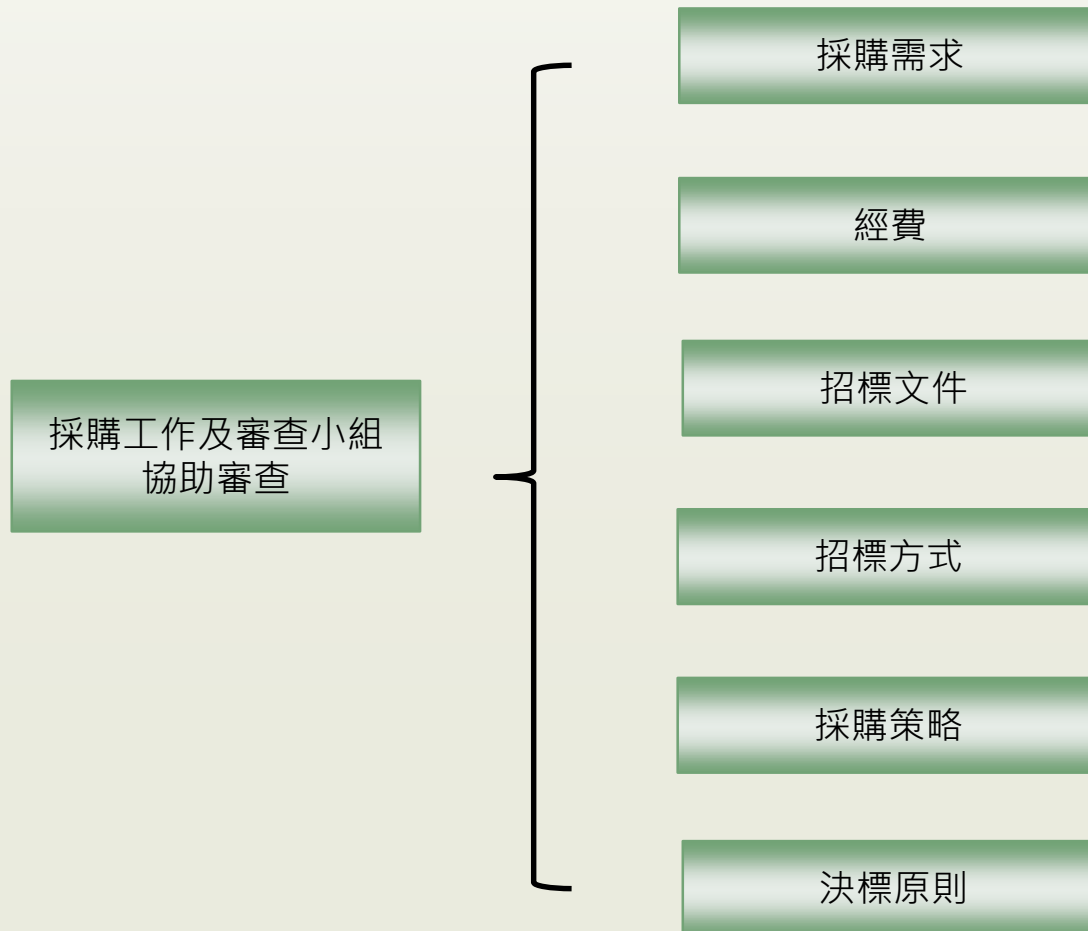 採購需求
經費
招標文件
採購工作及審查小組
協助審查
招標方式
採購策略
決標原則